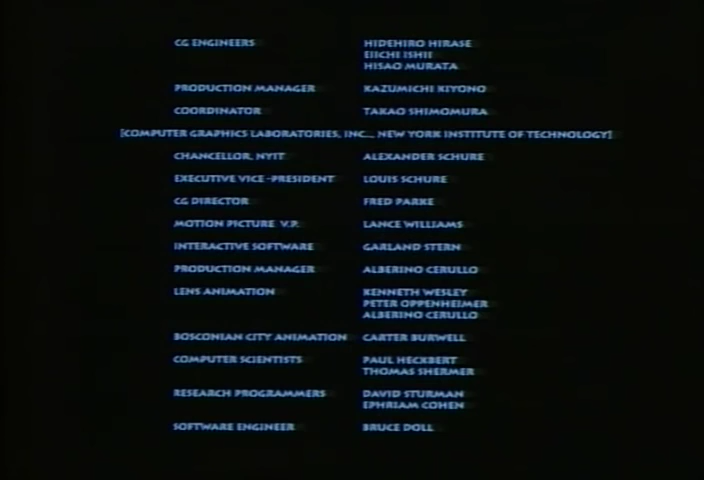 CG ENGINEERS HIDEHIRO HIRASE
EIICHI ISHII
HISAO MURATA
PRODUCTION MANAGER KAZUMICHI KIYONO
COORDINATOR TAKAO SHIMOMURA
[COMPUTER GRAPHICS LABORATORIES, INC., NEW YORK INSTITUTE OF TECHNOLOGY]
CHANCELLOR, NYIT ALEXANDER SCHURE
EXECUTIVE VICE-PRESIDENT LOUIS SCHURE
CG DIRECTOR FRED PARKE
MOTION PICTURE V.P. LANCE WILLIAMS
INTERACTIVE SOFTWARE GARLAND STERN
PRODUCTION MANAGER ALBERINO CERULLO
LENS ANIMATION KENNETH WESLEY
PETER OPPENHEIMER
ALBERINO CERULLO
BOSCONIAN CITY ANIMATION CARTER BURWELL
COMPUTER SCIENTISTS PAUL HECKBERT
THOMAS SHERMER
RESEARCH PROGRAMMERS DAVID STURMAN
EPHRIAM COHEN
SOFTWARE ENGINEER BRUCE DOLL